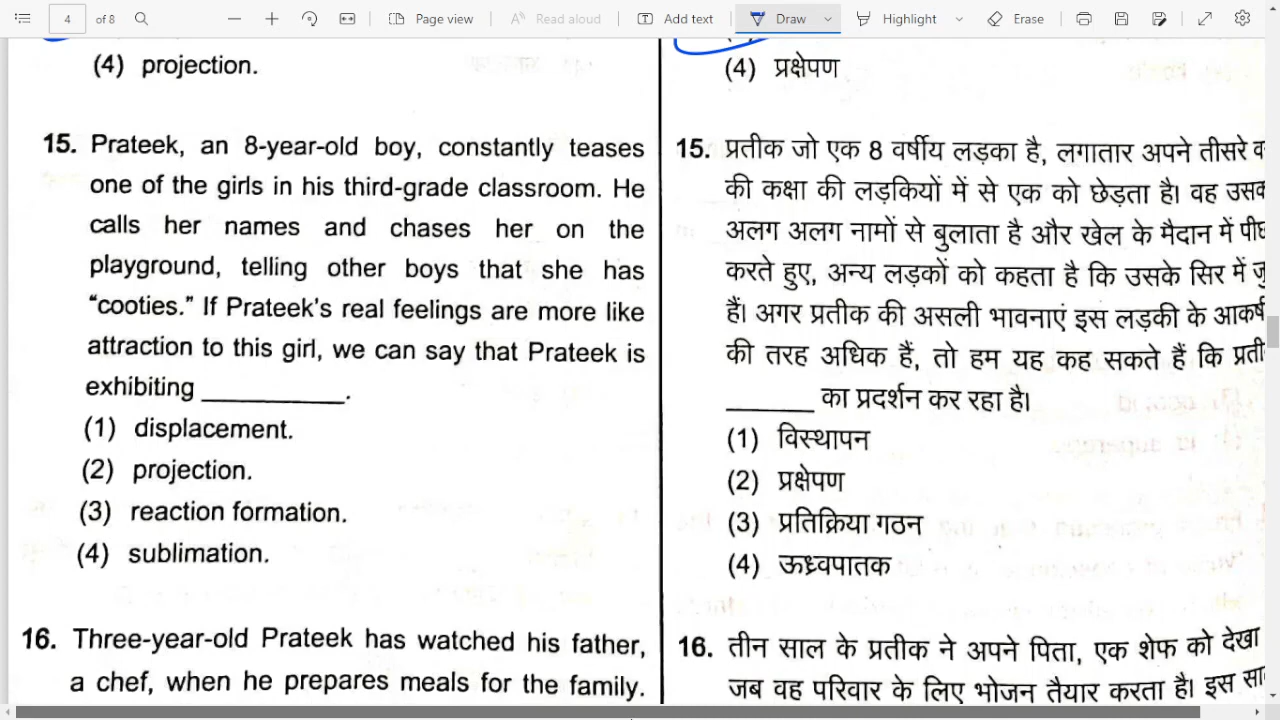 4 of 8
Page view
Read aloud
Add text
Draw
Highlight
Erase
(4) projection.
15. Prateek, an 8-year-old boy, constantly teases
one of the girls in his third-grade classroom. He
calls her names and chases her on the
playground, telling other boys that she has
“cooties.” If Prateek's real feelings are more like
attraction to this girl, we can say that Prateek is
exhibiting __________.
(1) displacement.
(2) projection.
(3) reaction formation.
(4) sublimation.
16. Three-year-old Prateek has watched his father,
a chef, when he prepares meals for the family.
(4) प्रक्षेपण
15. प्रतीक जो एक 8 वर्षीय लड़का है, लगातार अपने तीसरे
की कक्षा की लड़कियों में से एक को छेड़ता है। वह
अलग अलग नामों से बुलाता है और खेल के मैदान में
करते हुए, अन्य लड़कों को कहता है कि उसके सिर में
हैं। अगर प्रतीक की असली भावनाएं इस लड़की के
की तरह अधिक हैं, तो हम यह कह सकते हैं कि
______ का प्रदर्शन कर रहा है।
(1) विस्थापन
(2) प्रक्षेपण
(3) प्रतिक्रिया गठन
(4) ऊध्र्वपातक
16. तीन साल के प्रतीक ने अपने पिता, एक शेफ को देखा
जब वह परिवार के लिए भोजन तैयार करता है। इस